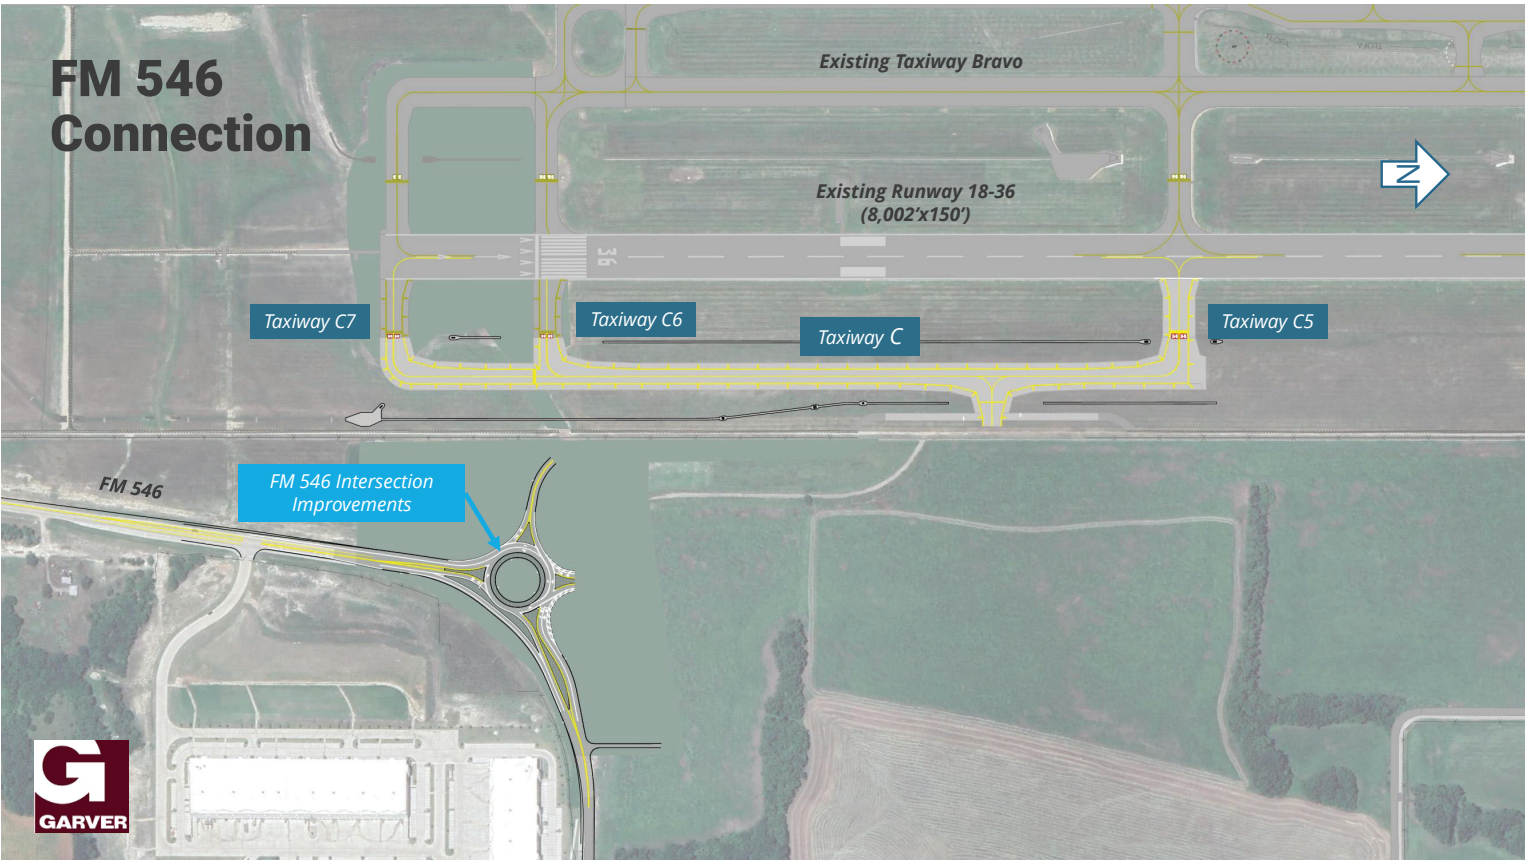 FM 546
Connection
Existing Taxiway Bravo
Existing Runway 18-36
(8,002’x150’)
N
36
Taxiway C7
Taxiway C6
Taxiway C
Taxiway C5
FM 546
FM 546 Intersection
Improvements
G
GARVER